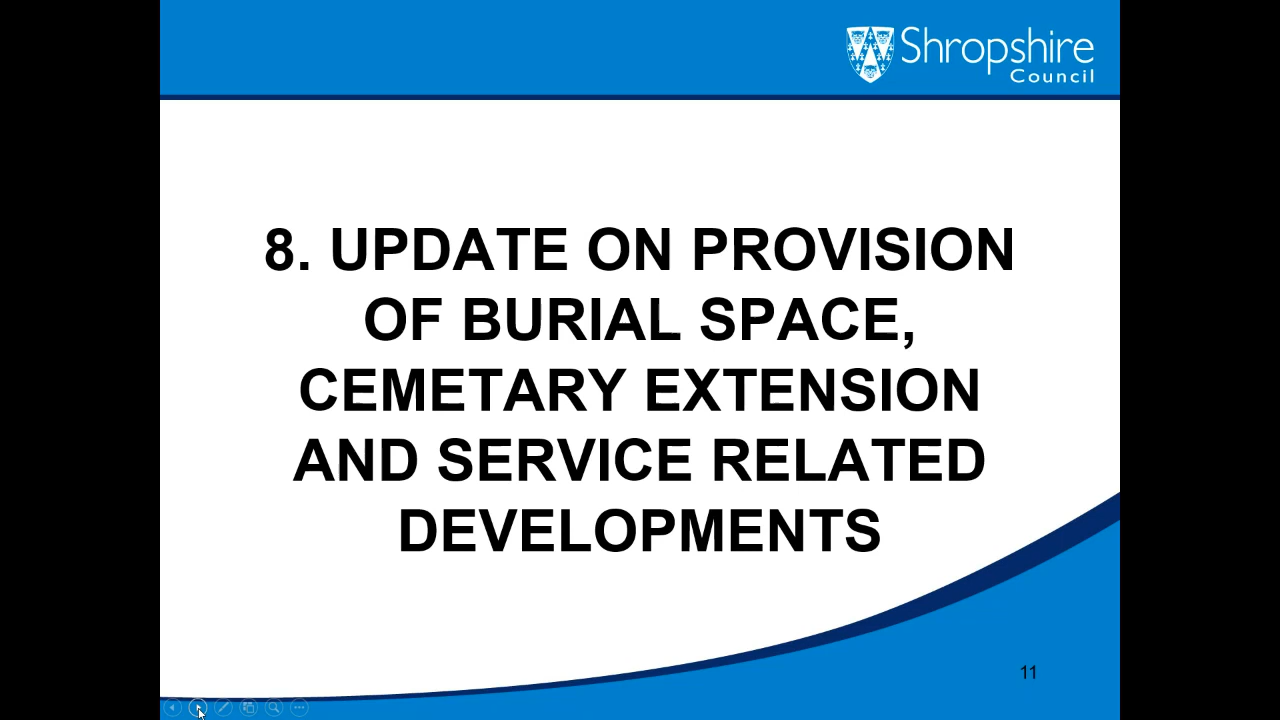 Shropshire
Council
8. UPDATE ON PROVISION
OF BURIAL SPACE,
CEMETARY EXTENSION
AND SERVICE RELATED
DEVELOPMENTS
11